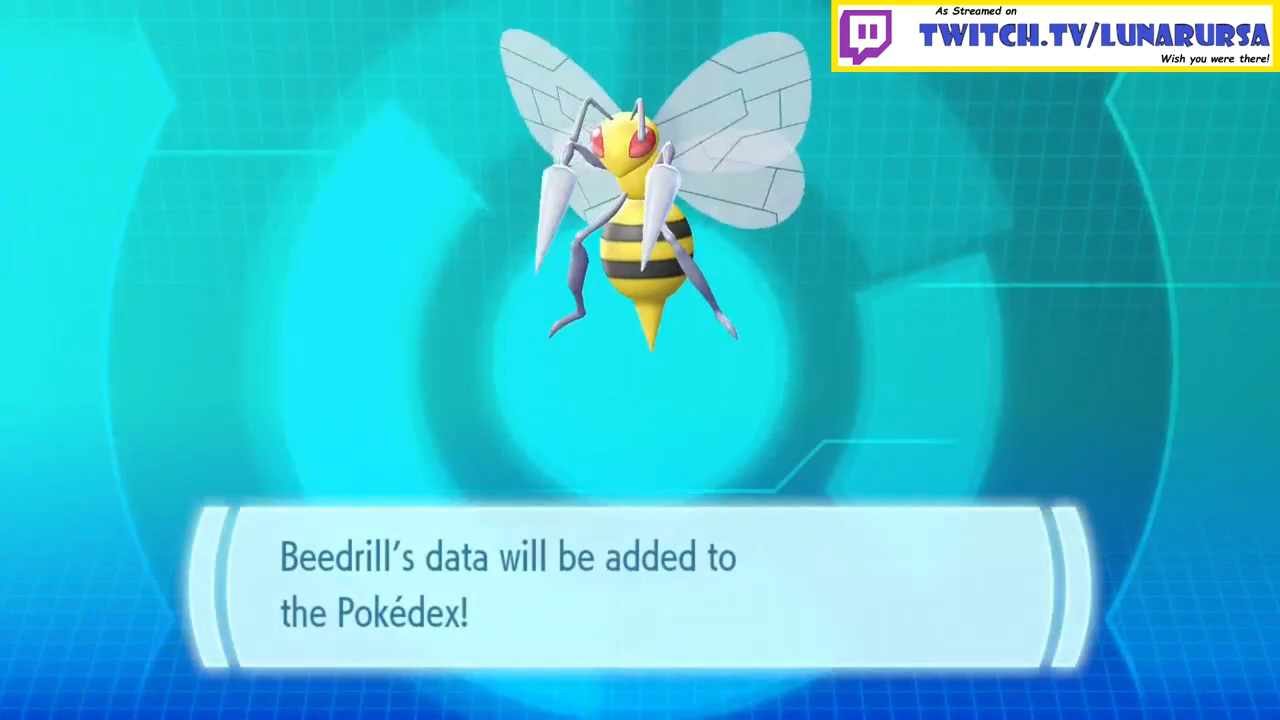 As Streamed on
TWITCH.TV/LUNARURSA
Wish you were there!
Beedrill's data will be added to
the Pokédex!